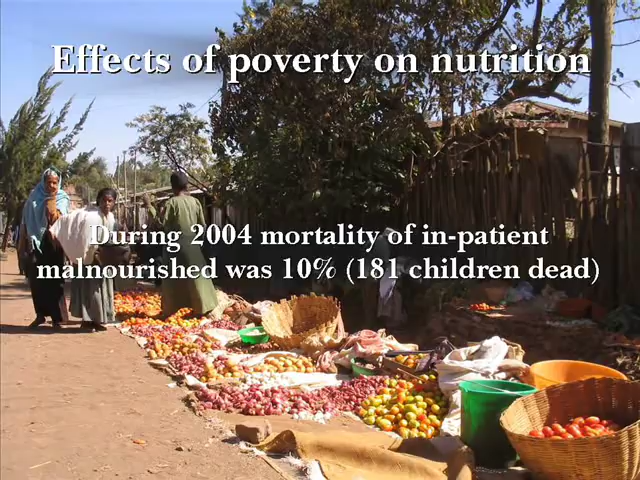 Effects of poverty on nutrition
During 2004 mortality of in-patient
malnourished was 10% (181 children dead)